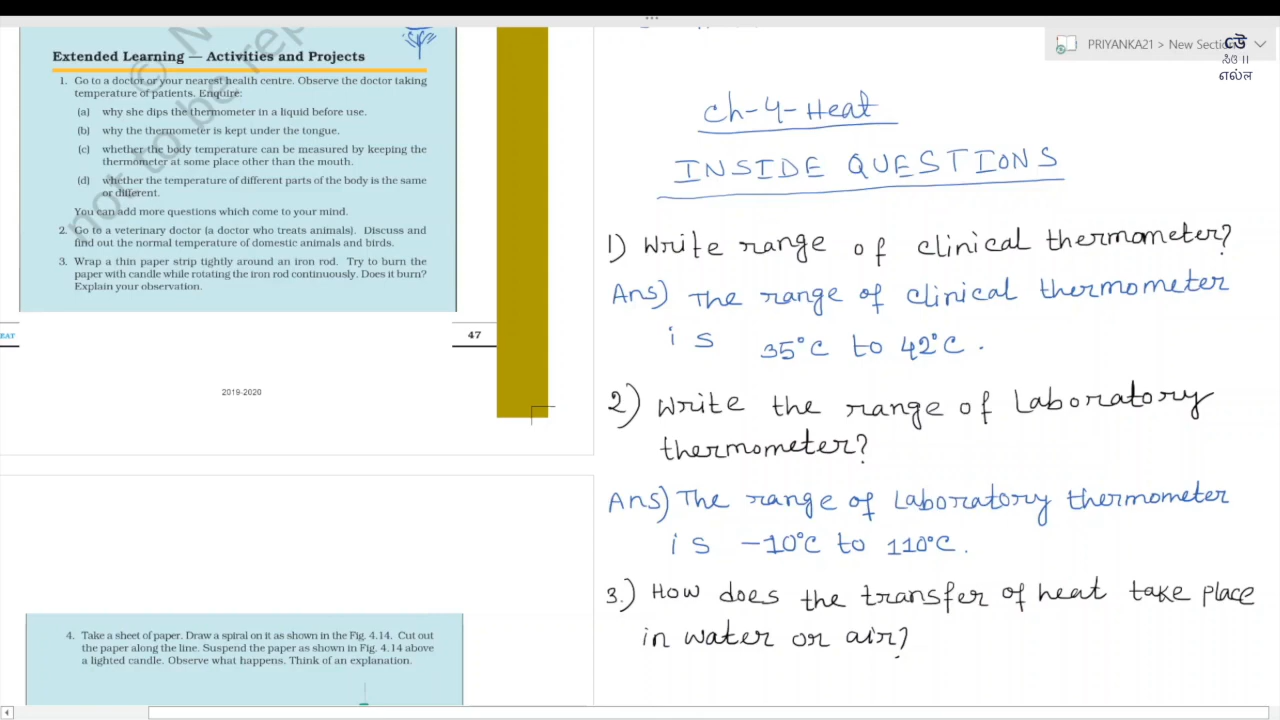 Extended Learning — Activities and Projects
1. Go to a doctor or your nearest health centre. Observe the doctor taking
temperature of patients. Enquire:
(a) why she dips the thermometer in a liquid before use.
(b) why the thermometer is kept under the tongue.
(c) whether the body temperature can be measured by keeping the
thermometer at some place other than the mouth.
(d) whether the temperature of different parts of the body is the same
or different.
You can add more questions which come to your mind.
2. Go to a veterinary doctor (a doctor who treats animals). Discuss and
find out the normal temperature of domestic animals and birds.
3. Wrap a thin paper strip tightly around an iron rod. Try to burn the
paper with candle while rotating the iron rod continuously. Does it burn?
Explain your observation.
EAT
47
2019-2020
4. Take a sheet of paper. Draw a spiral on it as shown in the Fig. 4.14. Cut out
the paper along the line. Suspend the paper as shown in Fig. 4.14 above
a lighted candle. Observe what happens. Think of an explanation.
not to be rep
© N
PRIYANKA21 > New Section
எல்ல
Ch-4-Heat
INSIDE QUESTIONS
1) Write range of clinical thermometer?
Ans) The range of clinical thermometer
is 35°C to 42°C.
2) Write the range of Laboratory
thermometer?
Ans) The range of Laboratory thermometer
is -10°C to 110°C.
3.) How does the transfer of heat take place
in water or air?